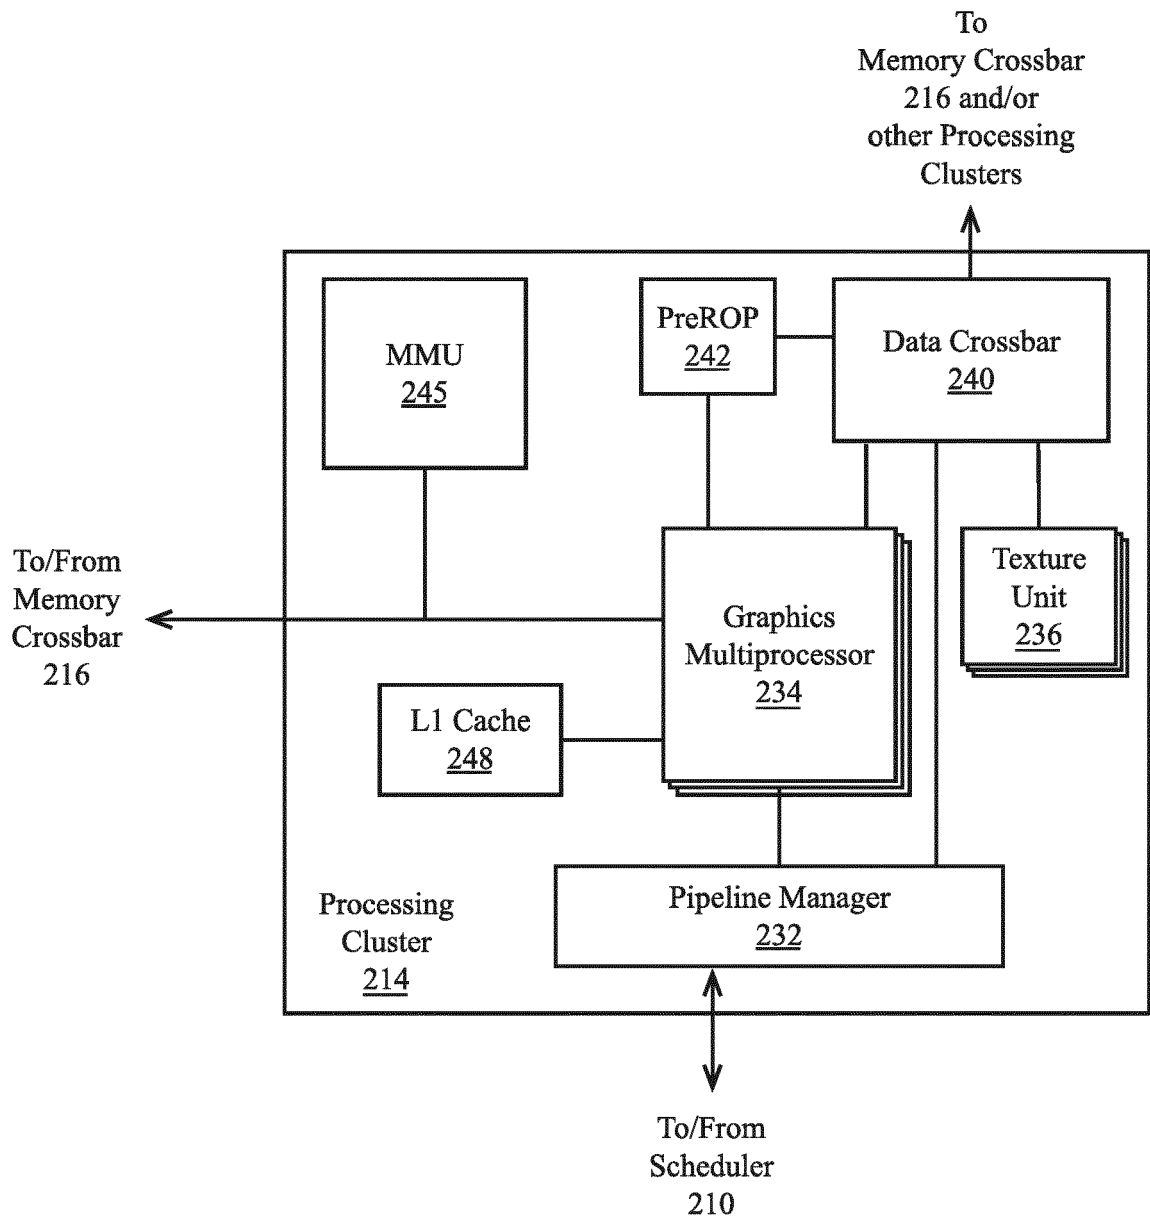 To
Memory Crossbar
216 and/or
other Processing
Clusters
MMU
245
PreROP
242
Data Crossbar
240
To/From
Memory
Crossbar
216
Graphics
Multiprocessor
234
Texture
Unit
236
L1 Cache
248
Processing
Cluster
214
Pipeline Manager
232
To/From
Scheduler
210